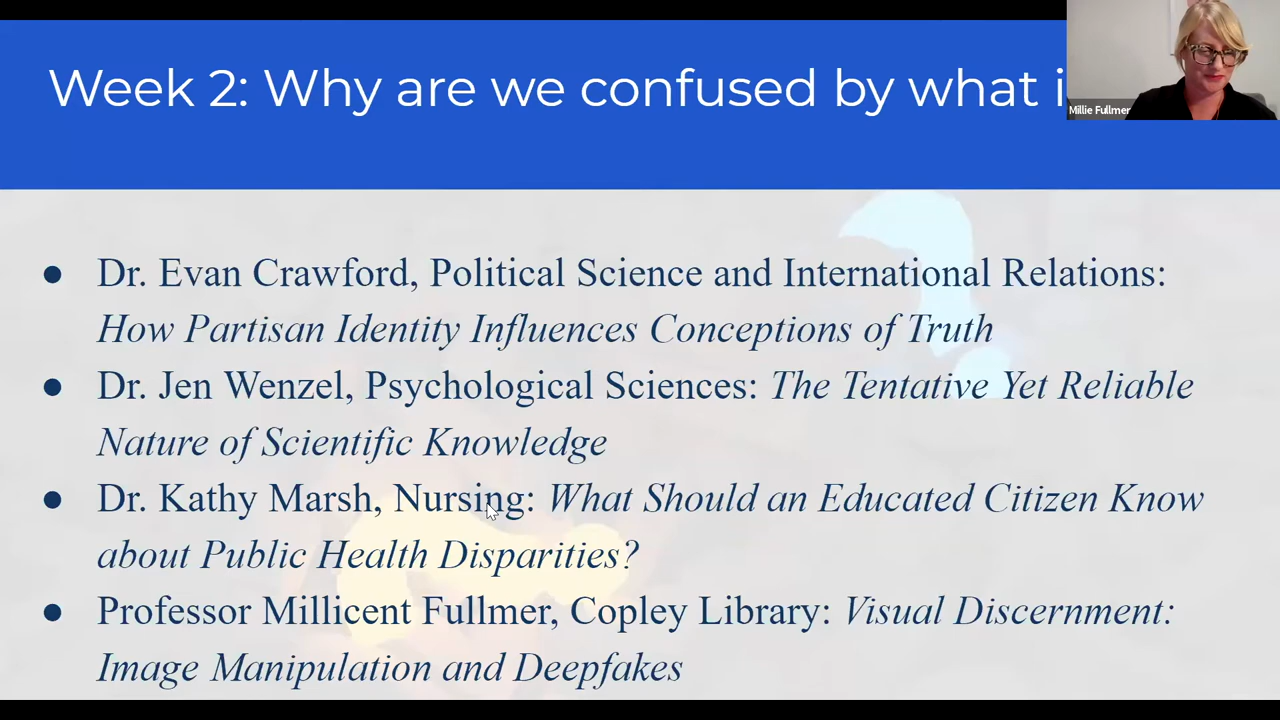 Week 2: Why are we confused by what i
Millie Fullmer
● Dr. Evan Crawford, Political Science and International Relations:
How Partisan Identity Influences Conceptions of Truth
● Dr. Jen Wenzel, Psychological Sciences: The Tentative Yet Reliable
Nature of Scientific Knowledge
● Dr. Kathy Marsh, Nursing: What Should an Educated Citizen Know
about Public Health Disparities?
● Professor Millicent Fullmer, Copley Library: Visual Discernment:
Image Manipulation and Deepfakes